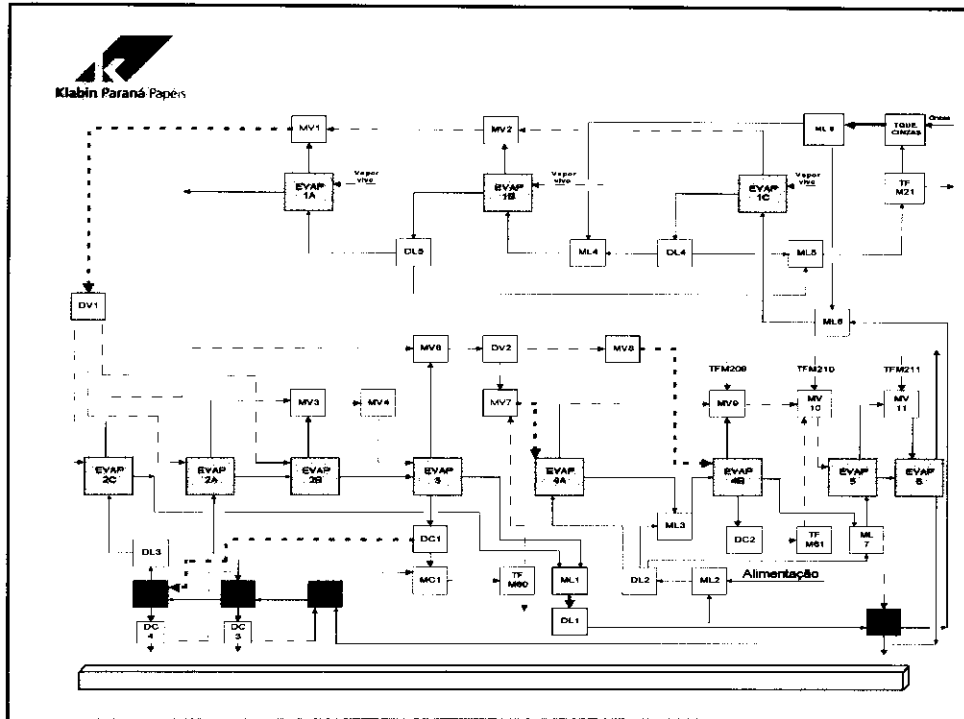 Klabin Paraná Papéis
MV1
MV2
ML 8
TQUE. CINZAS
Cinzas
EVAP 1A
Vapor vivo
EVAP 1B
Vapor vivo
EVAP 1C
Vapor vivo
TF M21
DL5
ML4
DL4
ML5
DV1
ML6
MV6
DV2
MV8
TFM209
TFM210
TFM211
MV3
MV4
MV7
MV9
MV 10
MV 11
EVAP 2C
EVAP 2A
EVAP 2B
EVAP 3
EVAP 4A
EVAP 4B
EVAP 5
EVAP 6
DL3
DC1
ML3
DC2
TF M61
ML 7
MC1
TF M60
ML1
DL2
ML2
Alimentação
DC 4
DC 3
DL1